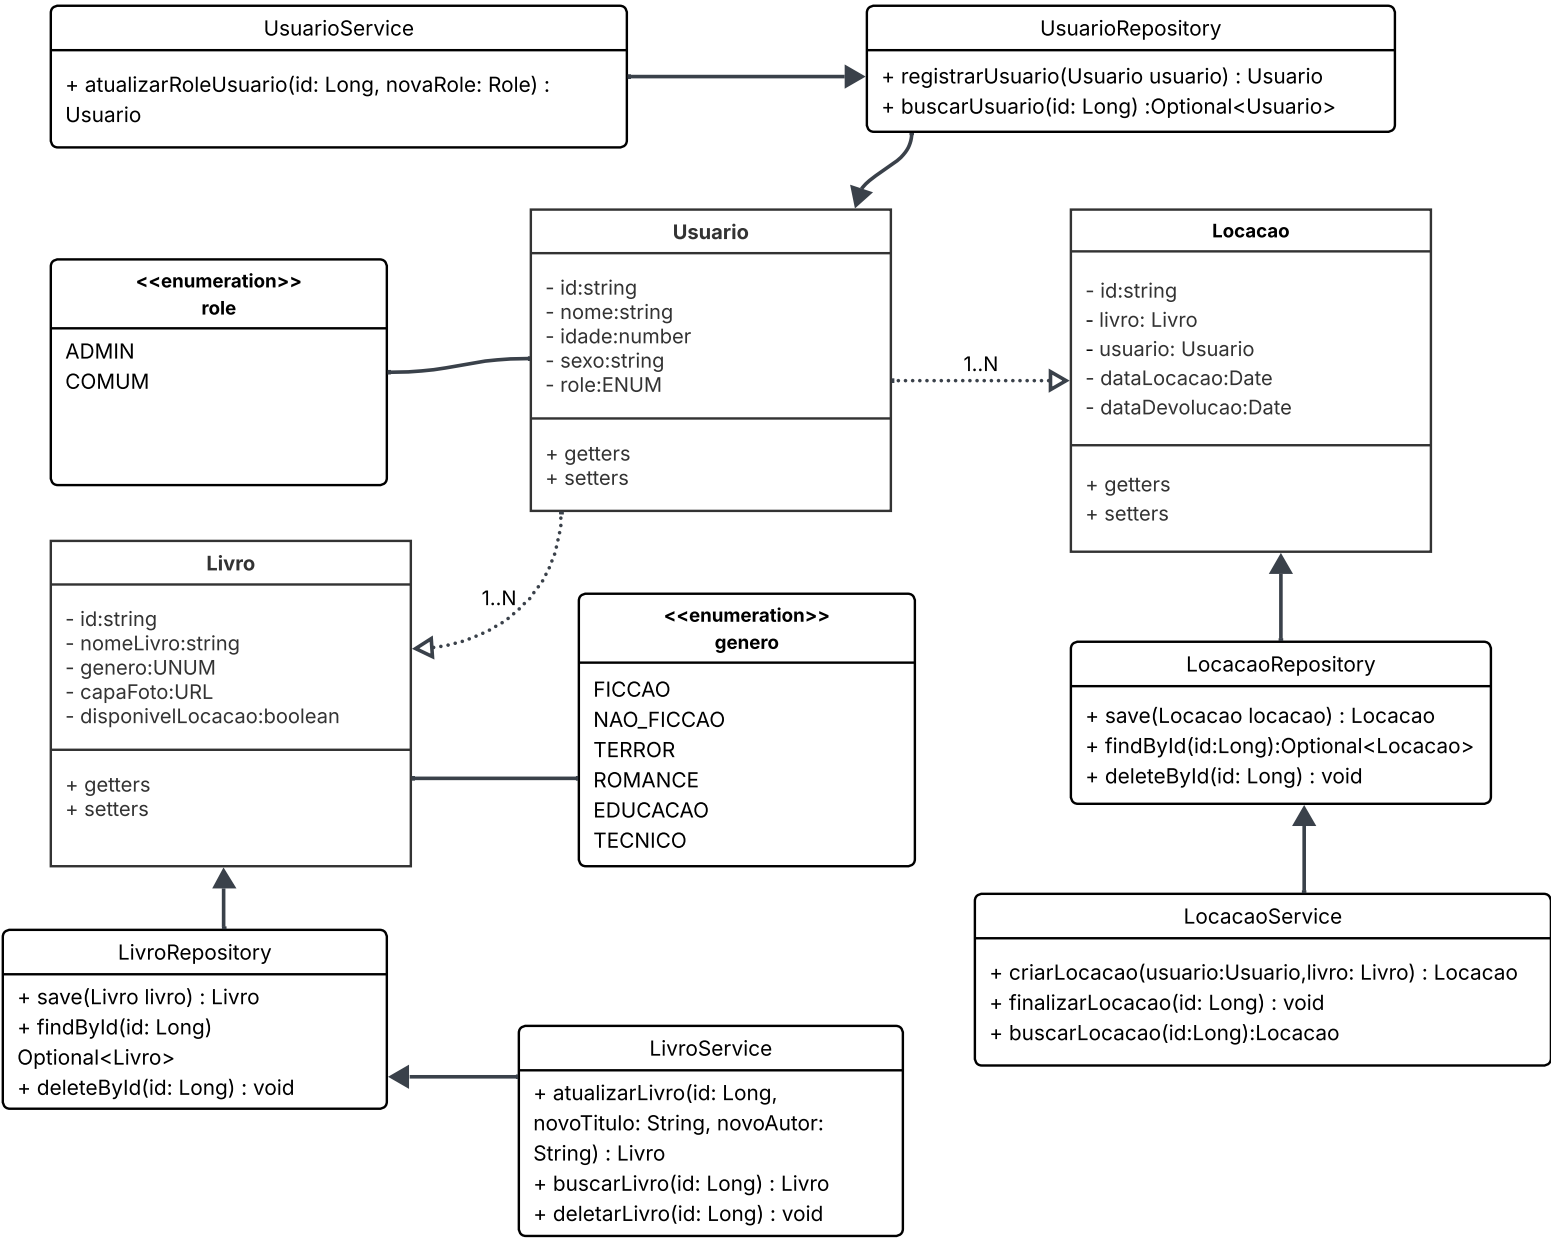 UsuarioService
+ atualizarRoleUsuario(id: Long, novaRole: Role) :
Usuario
UsuarioRepository
+ registrarUsuario(Usuario usuario) : Usuario
+ buscarUsuario(id: Long) :Optional<Usuario>
<<enumeration>>
role
ADMIN
COMUM
Usuario
- id:string
- nome:string
- idade:number
- sexo:string
- role:ENUM
+ getters
+ setters
1..N
Locacao
- id:string
- livro: Livro
- usuario: Usuario
- dataLocacao:Date
- dataDevolucao:Date
+ getters
+ setters
Livro
- id:string
- nomeLivro:string
- genero:UNUM
- capaFoto:URL
- disponivelLocacao:boolean
+ getters
+ setters
1..N
<<enumeration>>
genero
FICCAO
NAO_FICCAO
TERROR
ROMANCE
EDUCACAO
TECNICO
LocacaoRepository
+ save(Locacao locacao) : Locacao
+ findById(id:Long):Optional<Locacao>
+ deleteById(id: Long) : void
LocacaoService
+ criarLocacao(usuario:Usuario,livro: Livro) : Locacao
+ finalizarLocacao(id: Long) : void
+ buscarLocacao(id:Long):Locacao
LivroRepository
+ save(Livro livro) : Livro
+ findById(id: Long)
Optional<Livro>
+ deleteById(id: Long) : void
LivroService
+ atualizarLivro(id: Long,
novoTitulo: String, novoAutor:
String) : Livro
+ buscarLivro(id: Long) : Livro
+ deletarLivro(id: Long) : void